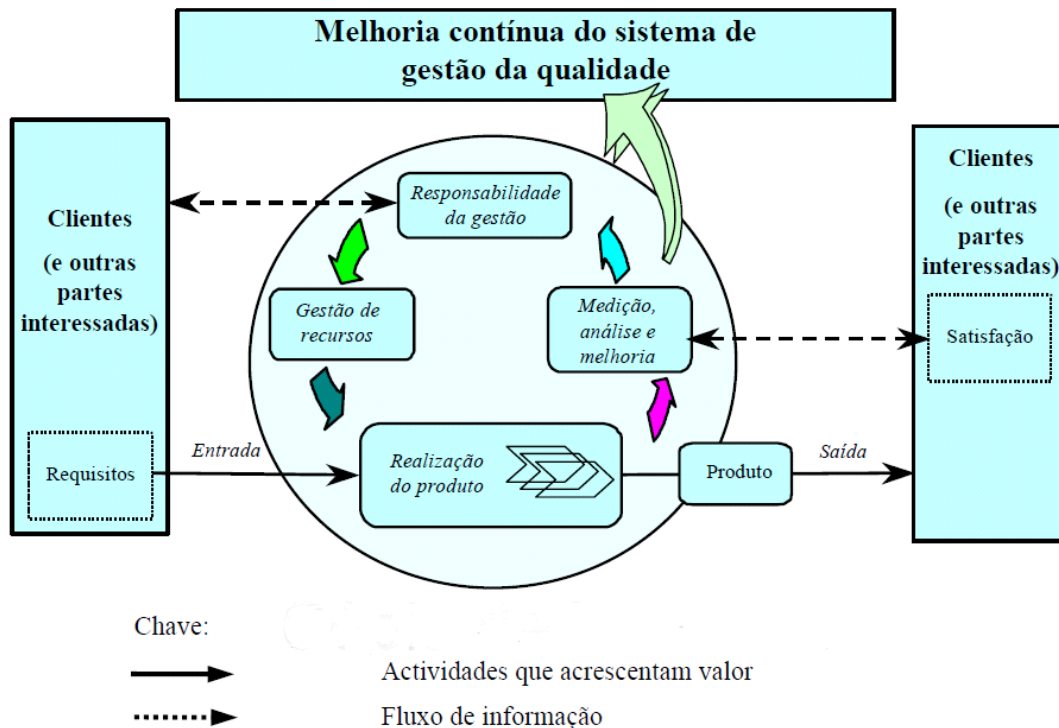 Melhoria contínua do sistema de
gestão da qualidade
Clientes
(e outras
partes
interessadas)
Requisitos
Entrada
Responsabilidade
da gestão
Gestão de
recursos
Medição,
análise e
melhoria
Realização
do produto
Produto
Saída
Clientes
(e outras
partes
interessadas)
Satisfação
Chave:
Actividades que acrescentam valor
Fluxo de informação